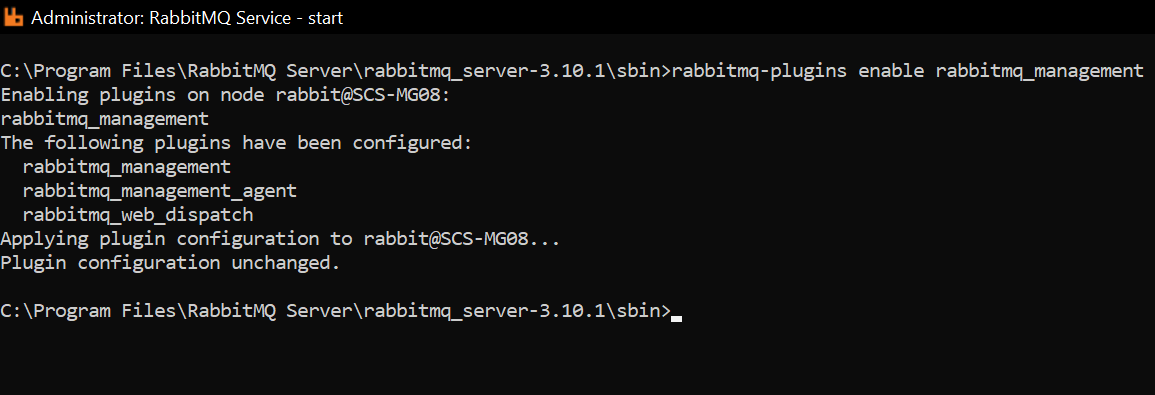 Administrator: RabbitMQ Service - start
C:\Program Files\RabbitMQ Server\rabbitmq_server-3.10.1\sbin>rabbitmq-plugins enable rabbitmq_management
Enabling plugins on node rabbit@SCS-MG08:
rabbitmq_management
The following plugins have been configured:
  rabbitmq_management
  rabbitmq_management_agent
  rabbitmq_web_dispatch
Applying plugin configuration to rabbit@SCS-MG08...
Plugin configuration unchanged.
C:\Program Files\RabbitMQ Server\rabbitmq_server-3.10.1\sbin>